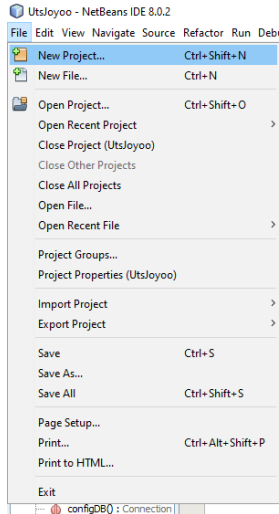 UtsJoyoo - NetBeans IDE 8.0.2
File Edit View Navigate Source Refactor Run
New Project... Ctrl+Shift+N
New File... Ctrl+N
Open Project... Ctrl+Shift+O
Open Recent Project
Close Project (UtsJoyoo)
Close Other Projects
Close All Projects
Open File...
Open Recent File
Project Groups...
Project Properties (UtsJoyoo)
Import Project
Export Project
Save Ctrl+S
Save As...
Save All Ctrl+Shift+S
Page Setup...
Print... Ctrl+Alt+Shift+P
Print to HTML...
Exit
configDB() : Connection